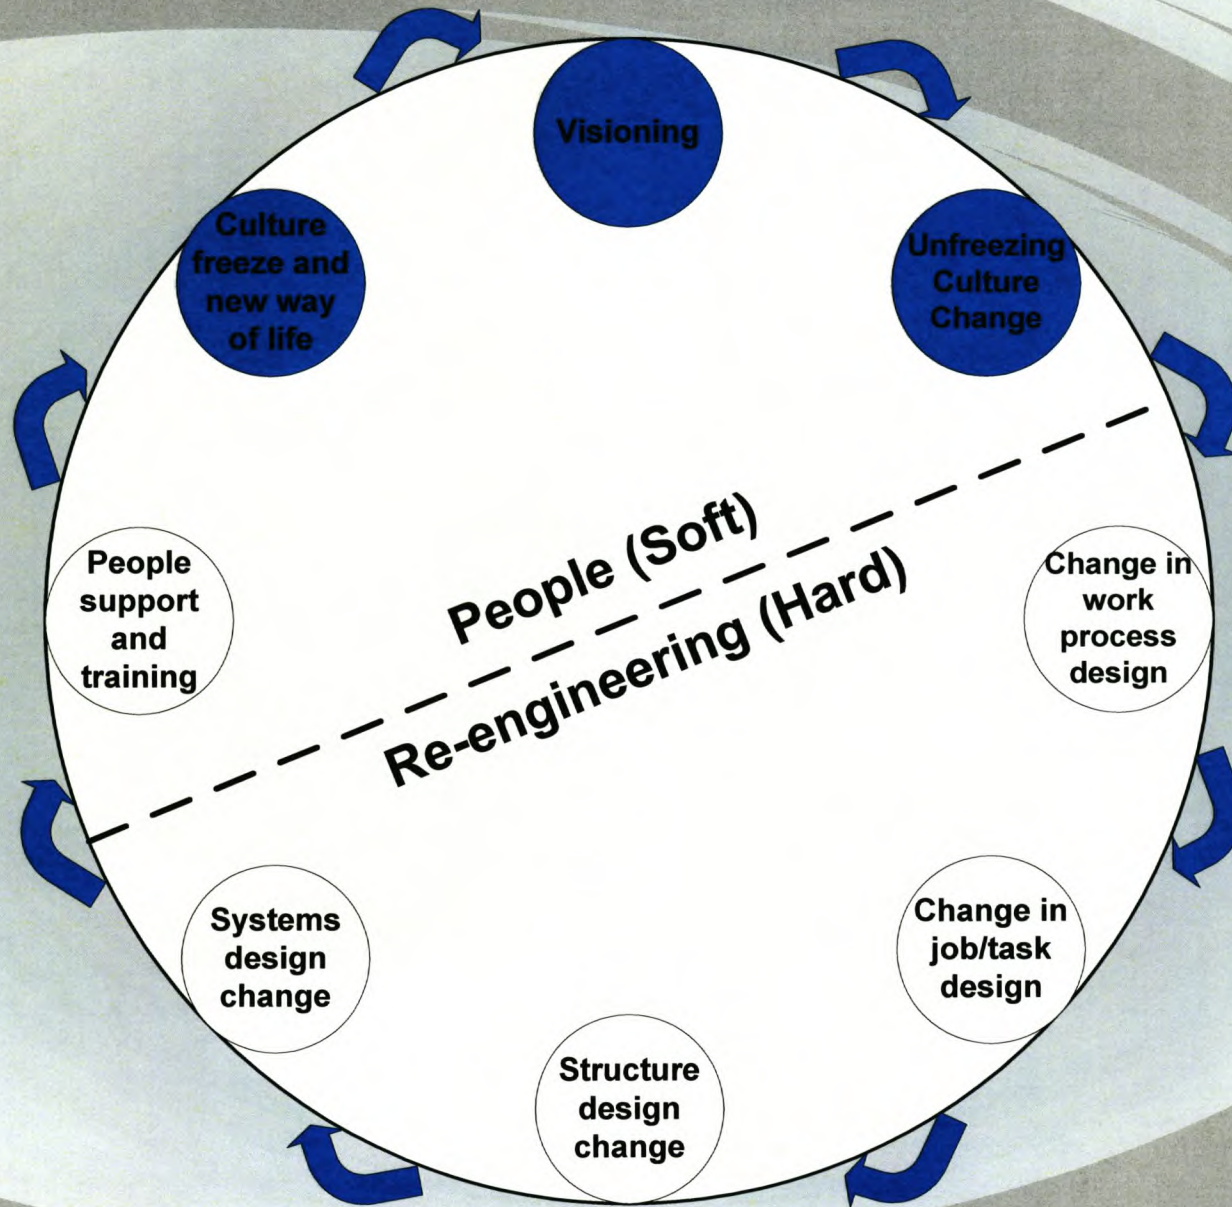 Visioning
Unfreezing
Culture
Change
Change in
work
process
design
Change in
job/task
design
Structure
design
change
Systems
design
change
People
support
and
training
Culture
freeze and
new way
of life
People (Soft)
Re-engineering (Hard)